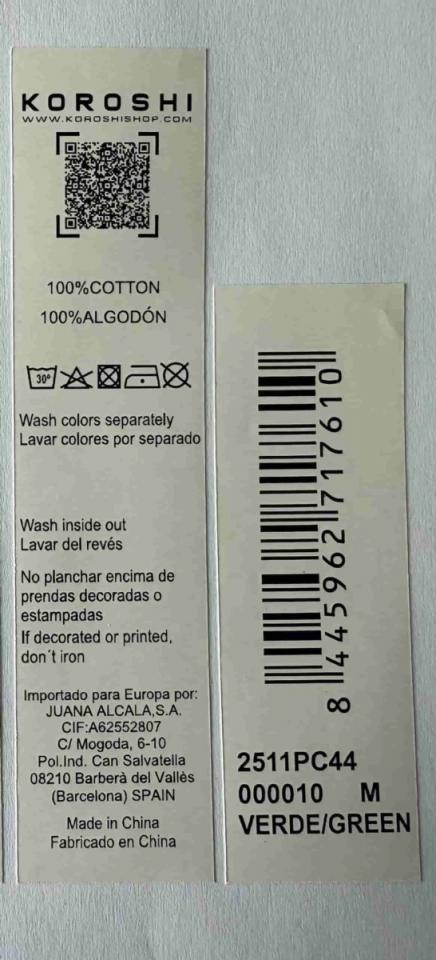 KOROSHI
WWW.KOROSHISHOP.COM
100%COTTON
100%ALGODÓN
30°
Wash colors separately
Lavar colores por separado
Wash inside out
Lavar del revés
No planchar encima de
prendas decoradas o
estampadas
If decorated or printed,
don´t iron
Importado para Europa por:
JUANA ALCALA,S.A.
CIF:A62552807
C/ Mogoda, 6-10
Pol.Ind. Can Salvatella
08210 Barberà del Vallès
(Barcelona) SPAIN
Made in China
Fabricado en China
8 445962 717610
2511PC44
000010 M
VERDE/GREEN